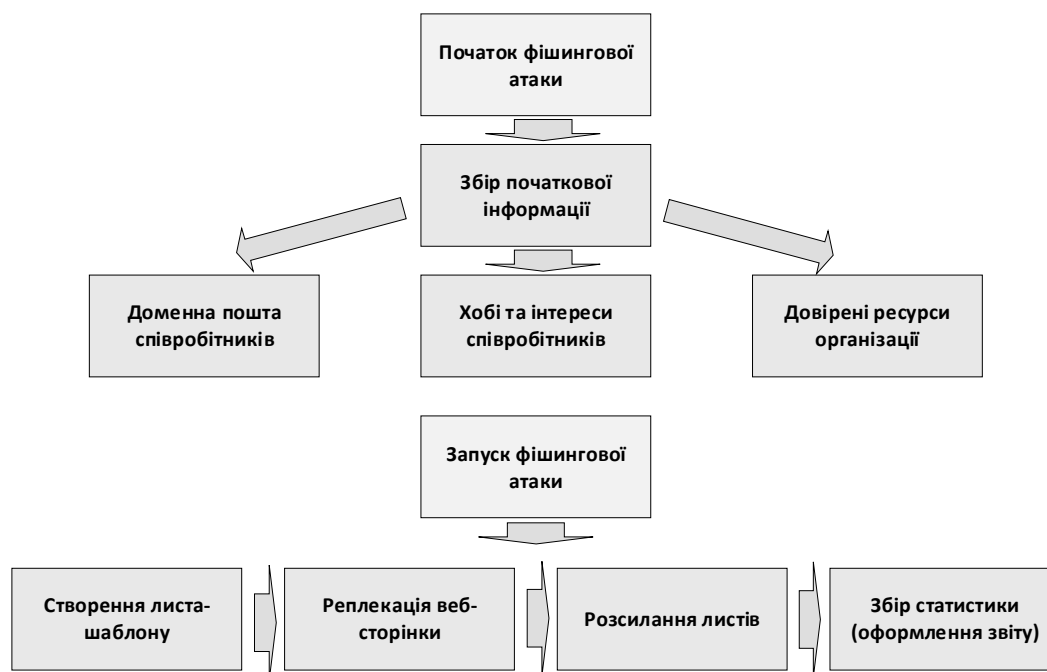 Початок фішингової
атаки
Збір початкової
інформації
Доменна пошта
співробітників
Хобі та інтереси
співробітників
Довірені ресурси
організації
Запуск фішингової
атаки
Створення листа-
шаблону
Реплекація веб-
сторінки
Розсилання листів
Збір статистики
(оформлення звіту)